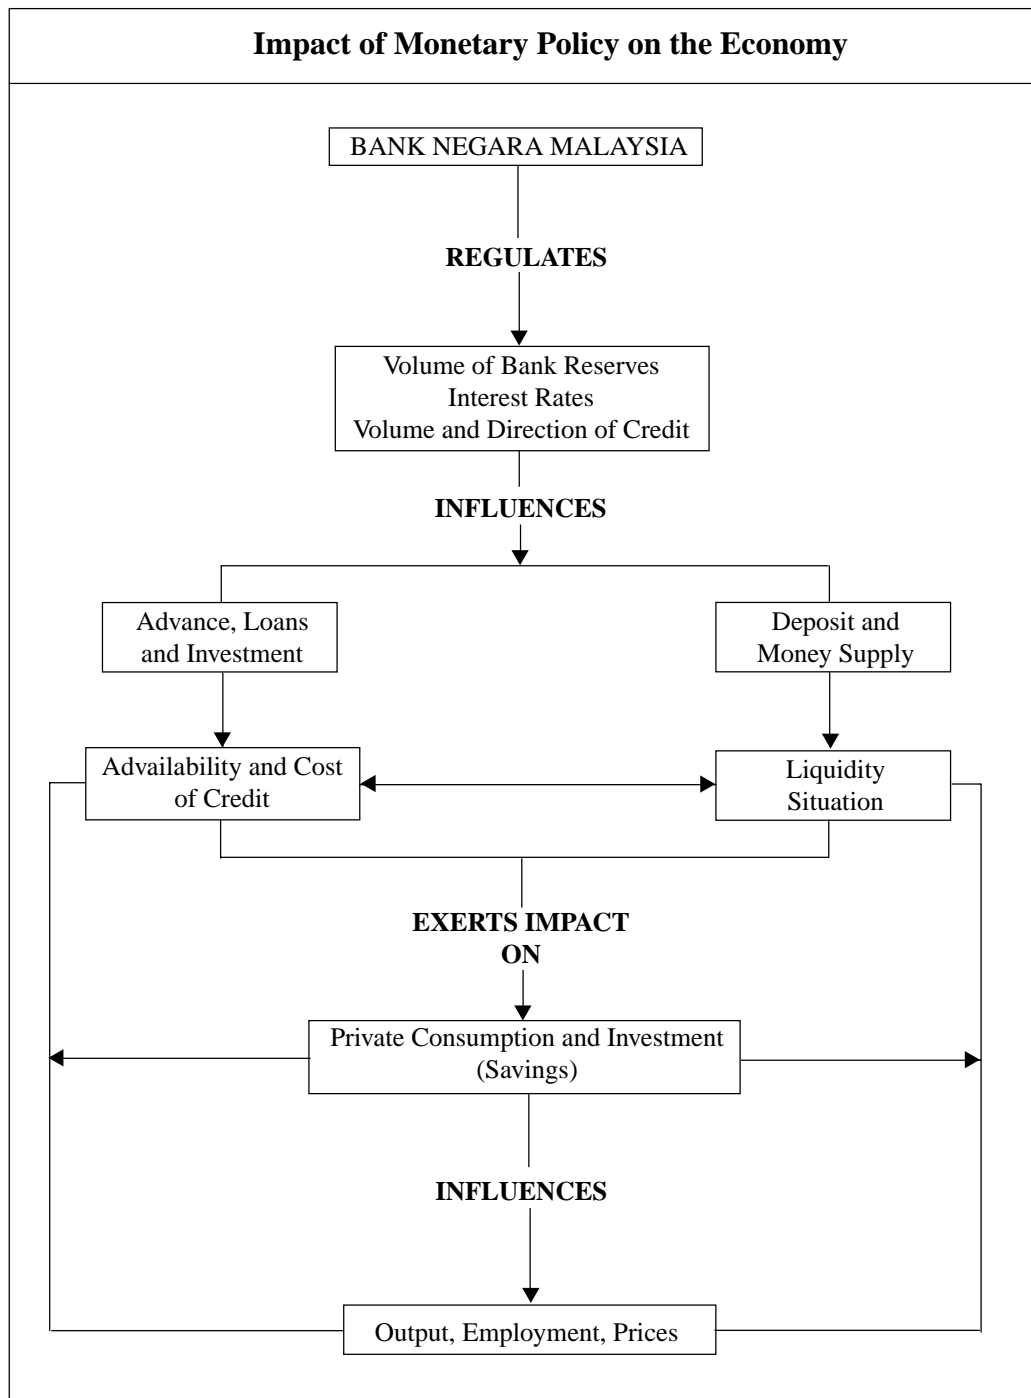 Impact of Monetary Policy on the Economy
BANK NEGARA MALAYSIA
REGULATES
Volume of Bank Reserves
Interest Rates
Volume and Direction of Credit
INFLUENCES
Advance, Loans
and Investment
Deposit and
Money Supply
Advailability and Cost
of Credit
Liquidity
Situation
EXERTS IMPACT
ON
Private Consumption and Investment
(Savings)
INFLUENCES
Output, Employment, Prices